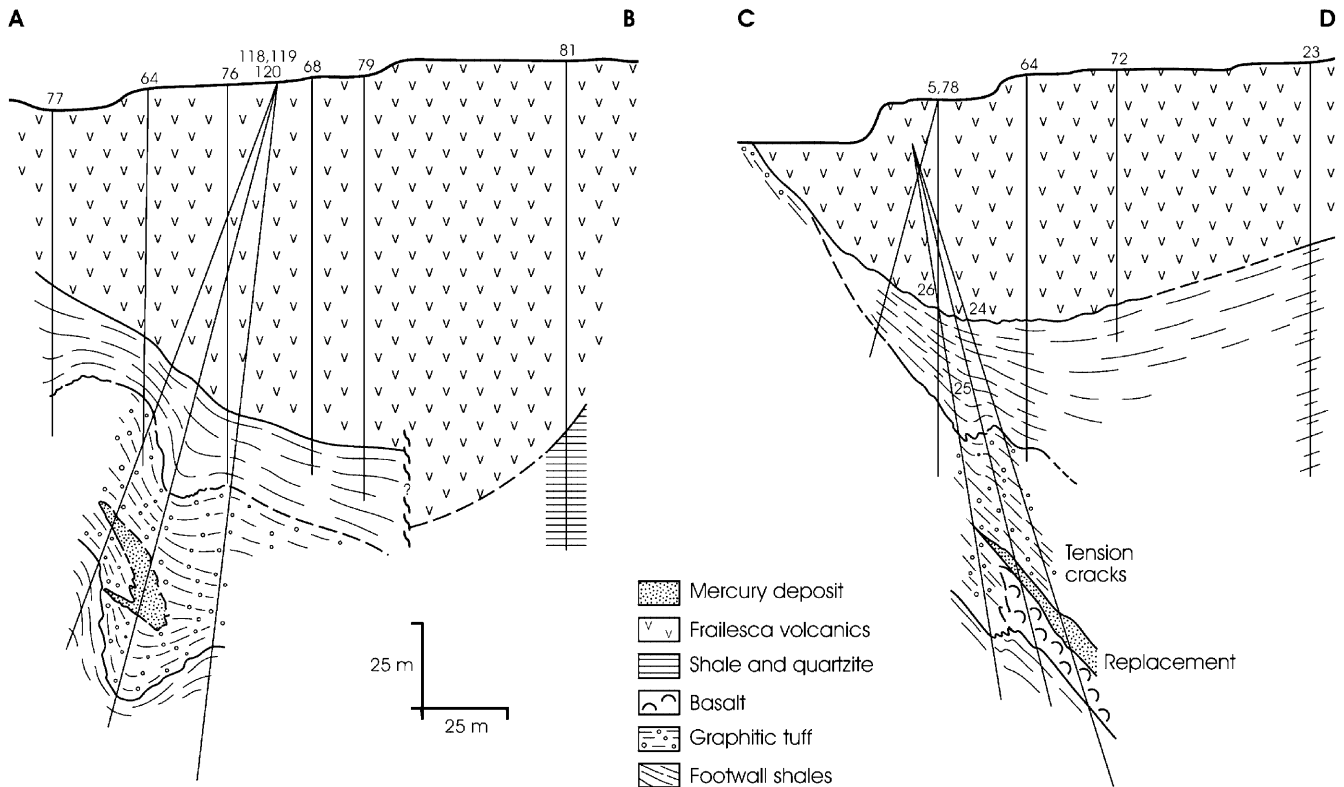 A
B
C
D
77
64
76
118,119
120
68
79
81
5,78
64
72
23
26
24
25
?
25 m
25 m
Tension
cracks
Replacement
Mercury deposit
Frailesca volcanics
Shale and quartzite
Basalt
Graphitic tuff
Footwall shales